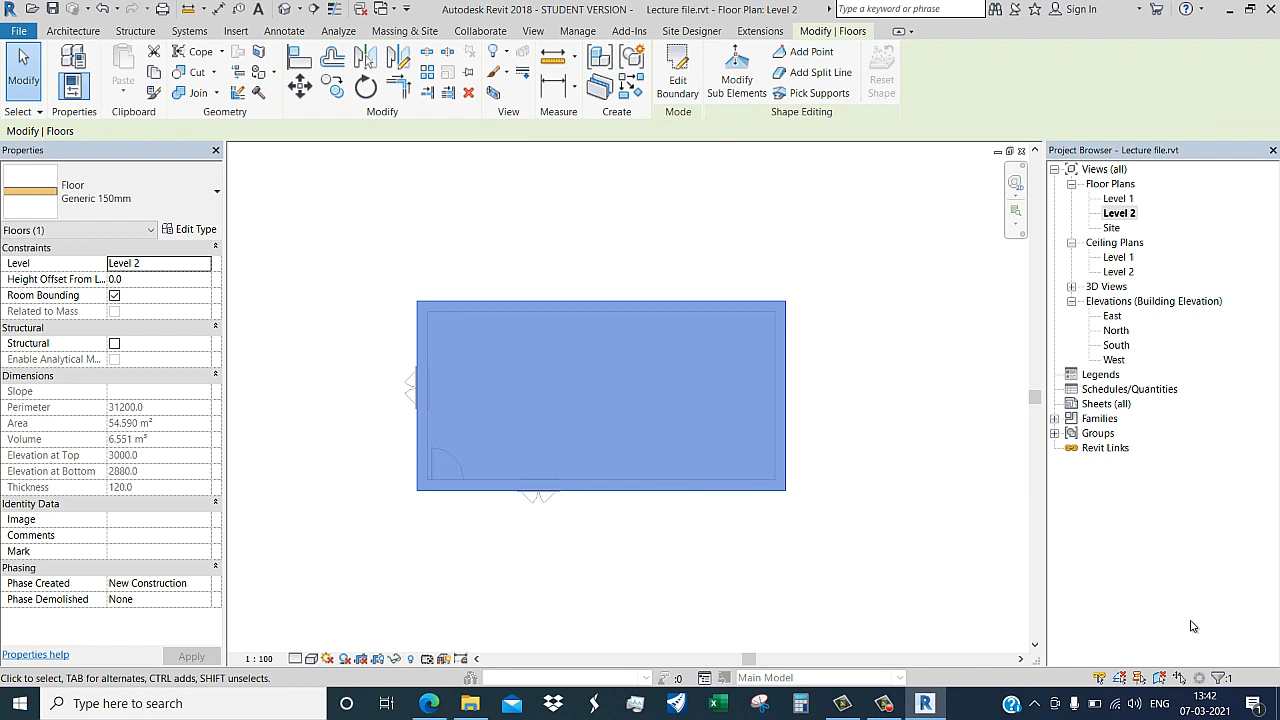 Autodesk Revit 2018 - STUDENT VERSION - Lecture file.rvt - Floor Plan: Level 2
Type a keyword or phrase
Sign In
File Architecture Structure Systems Insert Annotate Analyze Massing & Site Collaborate View Manage Add-Ins Site Designer Extensions Modify | Floors
Modify
Paste
Cope
Cut
Join
Edit Boundary
Modify Sub Elements
Add Point
Add Split Line
Pick Supports
Reset Shape
Select Properties Clipboard Geometry Modify View Measure Create Mode Shape Editing
Modify | Floors
Properties
Floor
Generic 150mm
Floors (1)
Edit Type
Constraints
Level Level 2
Height Offset From L... 0.0
Room Bounding
Related to Mass
Structural
Structural
Enable Analytical M...
Dimensions
Slope
Perimeter 31200.0
Area 54.590 m²
Volume 6.551 m³
Elevation at Top 3000.0
Elevation at Bottom 2880.0
Thickness 120.0
Identity Data
Image
Comments
Mark
Phasing
Phase Created New Construction
Phase Demolished None
Properties help
Apply
1 : 100
Project Browser - Lecture file.rvt
Views (all)
Floor Plans
Level 1
Level 2
Site
Ceiling Plans
Level 1
Level 2
3D Views
Elevations (Building Elevation)
East
North
South
West
Legends
Schedules/Quantities
Sheets (all)
Families
Groups
Revit Links
Click to select, TAB for alternates, CTRL adds, SHIFT unselects.
:0
Main Model
:1
Type here to search
13:42
07-03-2021